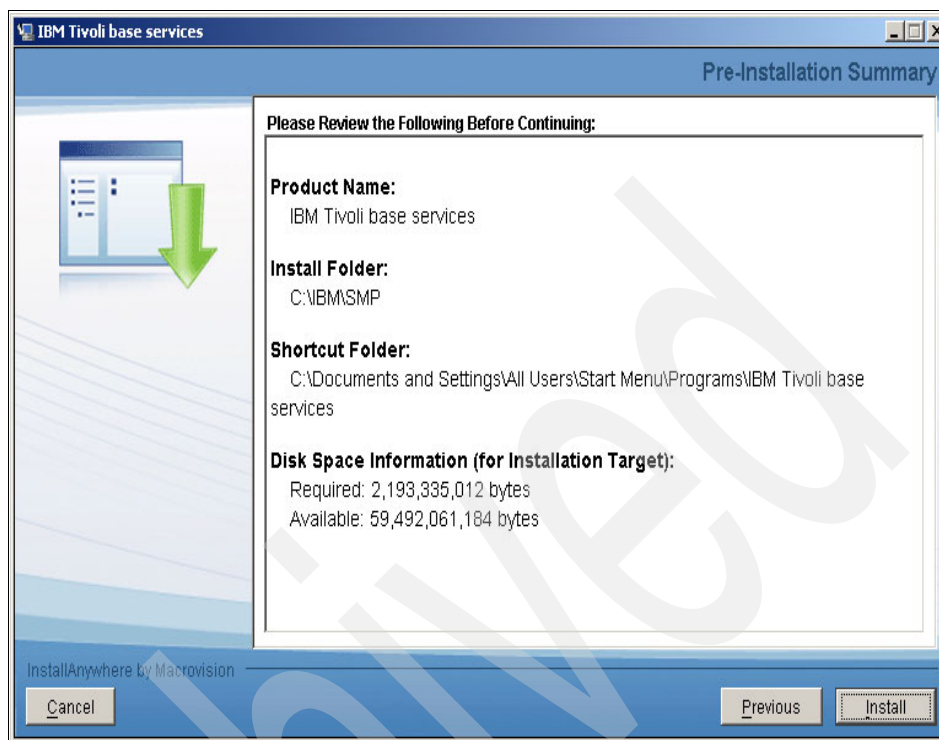 IBM Tivoli base services
Pre-Installation Summary
Please Review the Following Before Continuing:
Product Name:
IBM Tivoli base services
Install Folder:
C:\IBM\SMP
Shortcut Folder:
C:\Documents and Settings\All Users\Start Menu\Programs\IBM Tivoli base
services
Disk Space Information (for Installation Target):
Required: 2,193,335,012 bytes
Available: 59,492,061,184 bytes
InstallAnywhere by Macrovision
Cancel
Previous
Install
hived